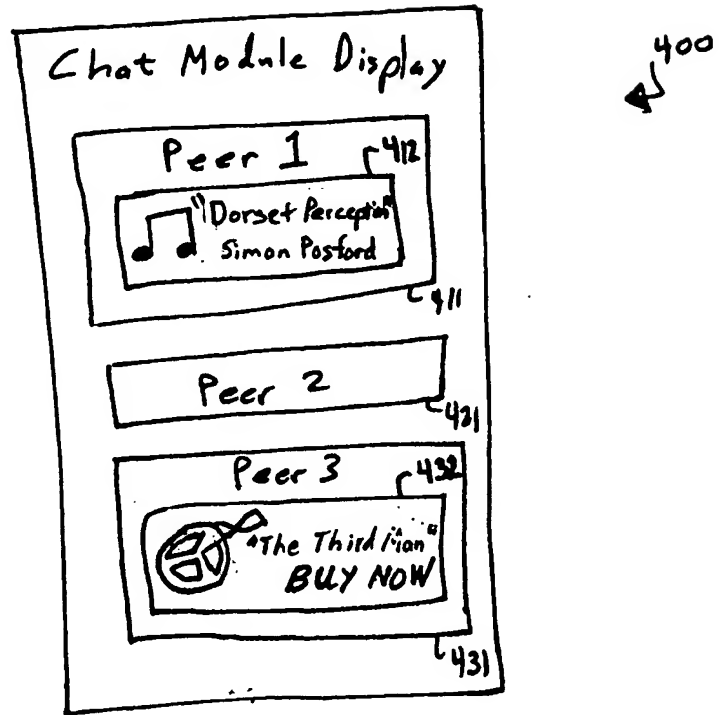 Chat Module Display
400
Peer 1
412
"Dorset Perception"
Simon Posford
411
Peer 2
421
Peer 3
432
"The Third Man"
BUY NOW
431